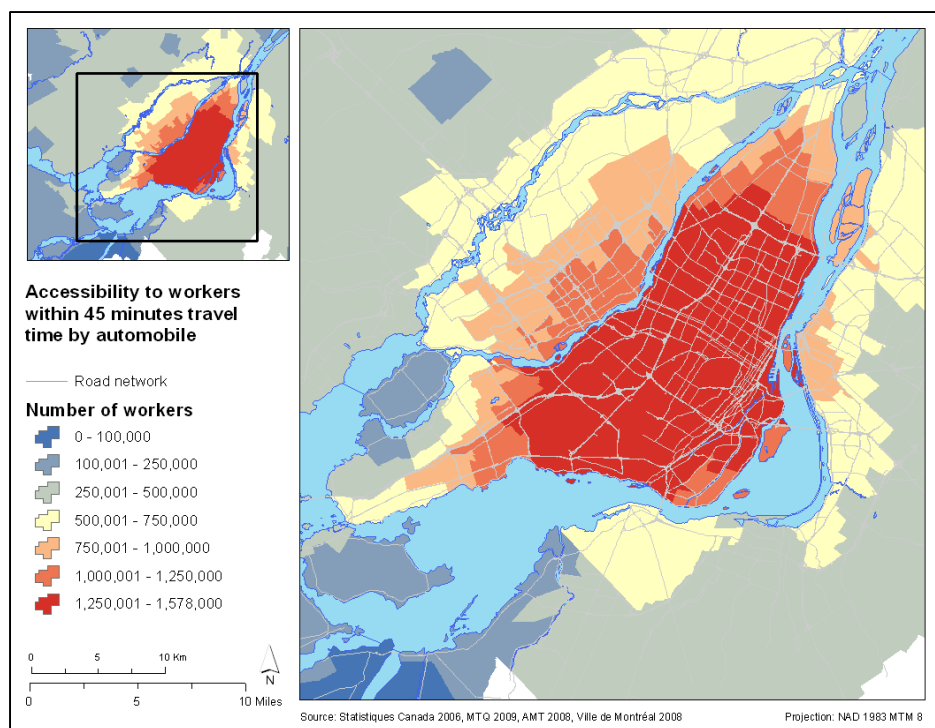 Accessibility to workers
within 45 minutes travel
time by automobile
Road network
Number of workers
0 - 100,000
100,001 - 250,000
250,001 - 500,000
500,001 - 750,000
750,001 - 1,000,000
1,000,001 - 1,250,000
1,250,001 - 1,578,000
0 5 10 Km
N
0 5 10 Miles
Source: Statistiques Canada 2006, MTQ 2009, AMT 2008, Ville de Montréal 2008 Projection: NAD 1983 MTM 8